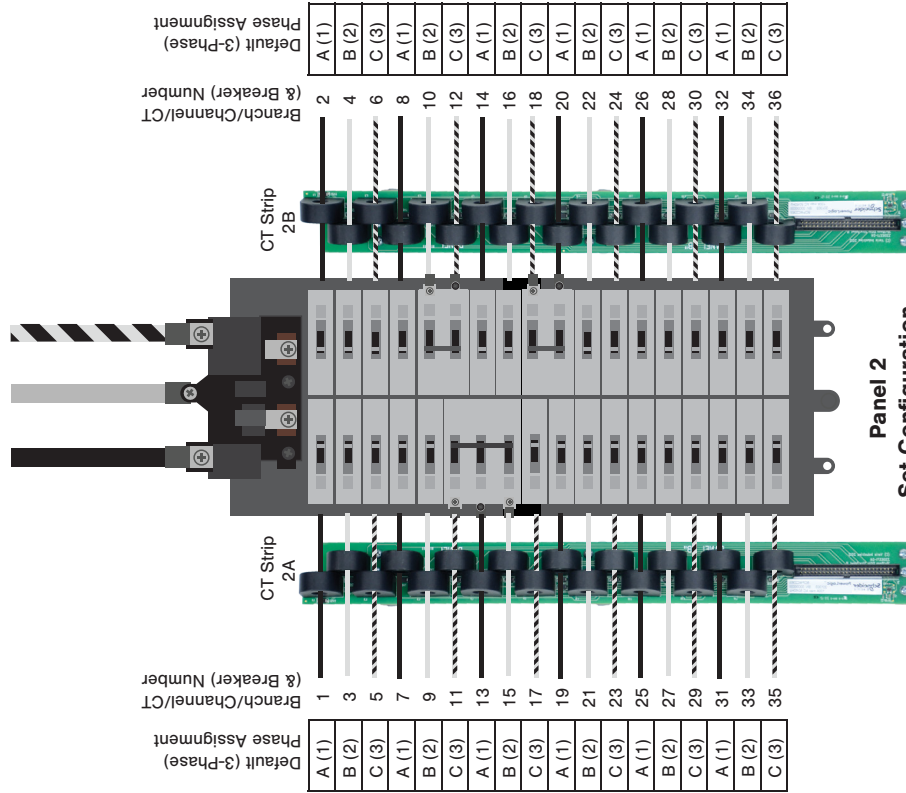 Default (3-Phase)
Phase Assignment
A (1)
B (2)
C (3)
A (1)
B (2)
C (3)
A (1)
B (2)
C (3)
A (1)
B (2)
C (3)
A (1)
B (2)
C (3)
A (1)
B (2)
C (3)
Branch/Channel/CT
(& Breaker) Number
2
4
6
8
10
12
14
16
18
20
22
24
26
28
30
32
34
36
CT Strip
2B
CT Strip
2A
Branch/Channel/CT
(& Breaker) Number
1
3
5
7
9
11
13
15
17
19
21
23
25
27
29
31
33
35
Default (3-Phase)
Phase Assignment
A (1)
B (2)
C (3)
A (1)
B (2)
C (3)
A (1)
B (2)
C (3)
A (1)
B (2)
C (3)
A (1)
B (2)
C (3)
A (1)
B (2)
C (3)
Panel 2
Set Configuration